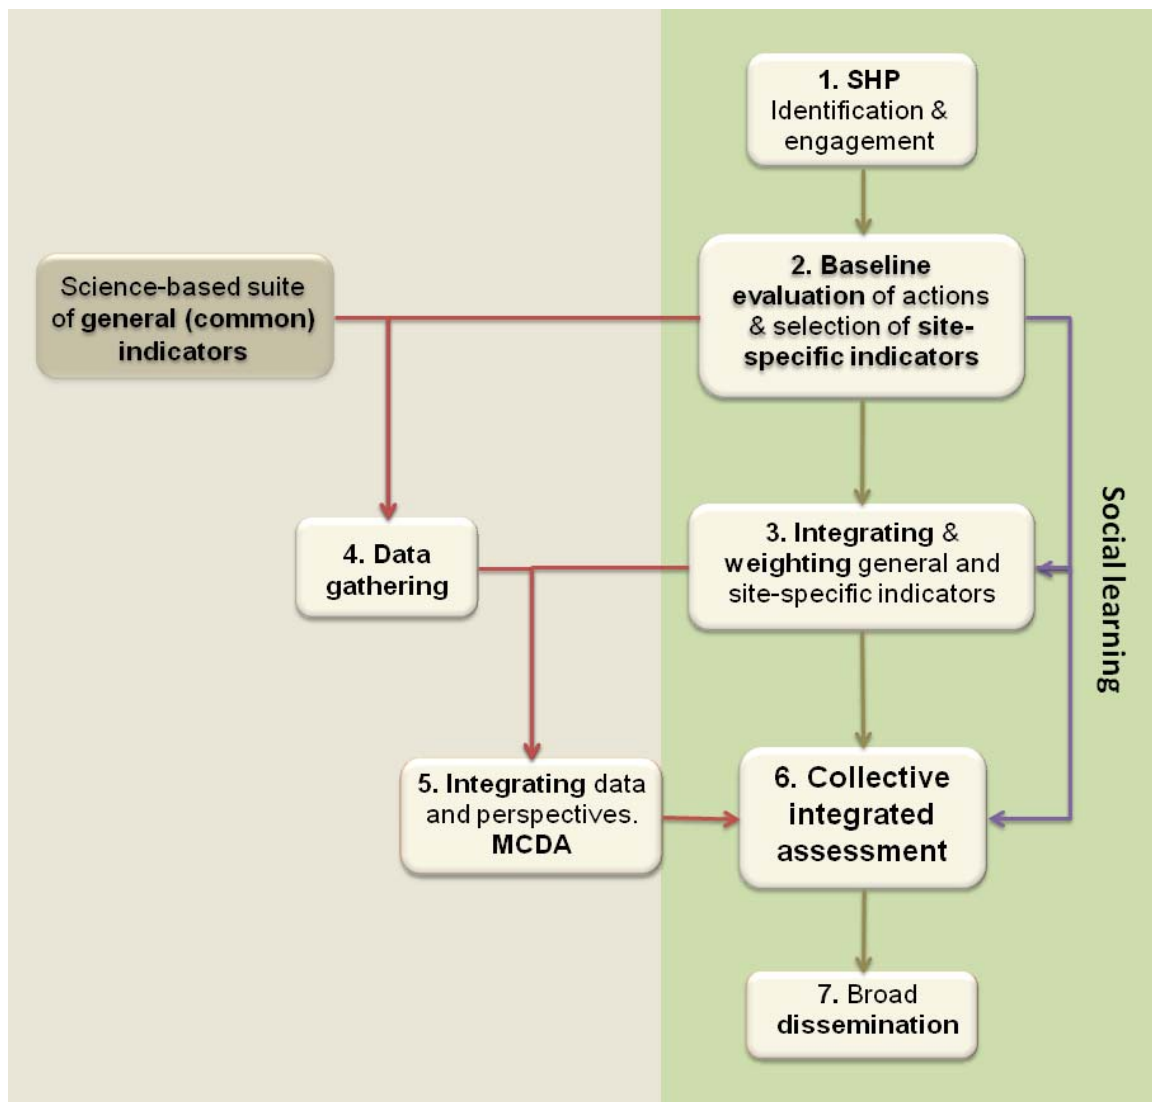 1. SHP
Identification &
engagement
Science-based suite
of general (common)
indicators
2. Baseline
evaluation of actions
& selection of site-
specific indicators
3. Integrating &
weighting general and
site-specific indicators
4. Data
gathering
5. Integrating data
and perspectives.
MCDA
6. Collective
integrated
assessment
7. Broad
dissemination
Social learning